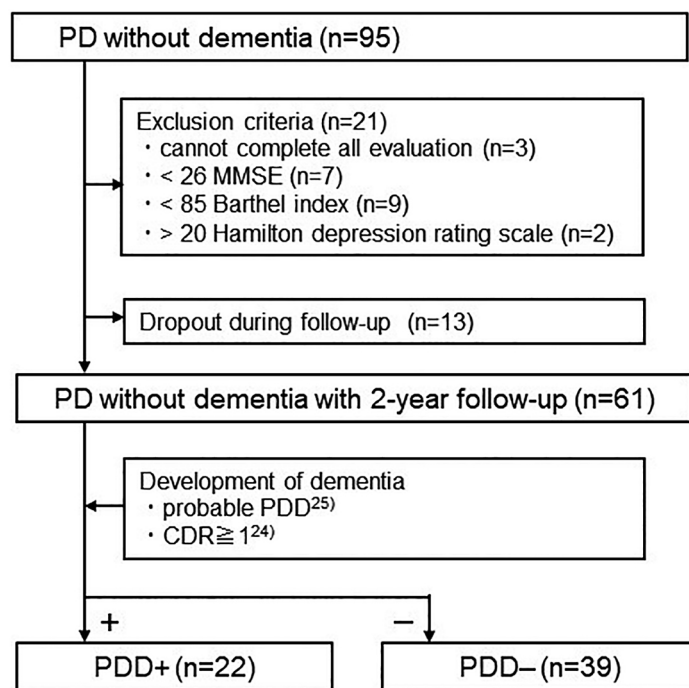 PD without dementia (n=95)
Exclusion criteria (n=21)
・cannot complete all evaluation (n=3)
・< 26 MMSE (n=7)
・< 85 Barthel index (n=9)
・> 20 Hamilton depression rating scale (n=2)
Dropout during follow-up (n=13)
PD without dementia with 2-year follow-up (n=61)
Development of dementia
・probable PDD25)
・CDR≧124)
+ −
PDD+ (n=22) PDD− (n=39)